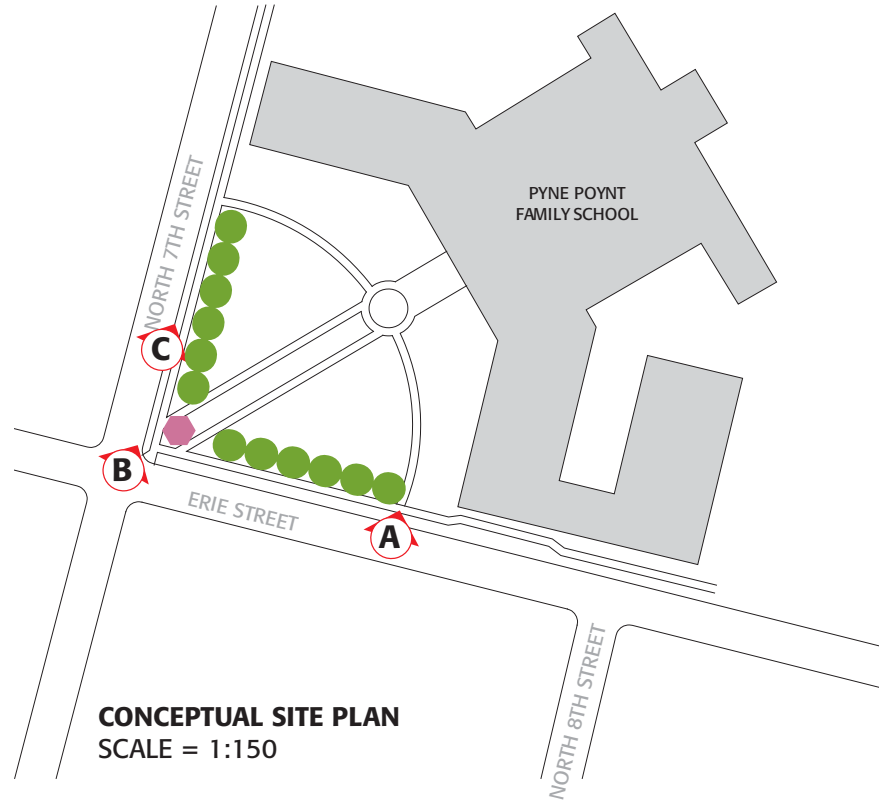 PYNE POYNT
FAMILY SCHOOL
NORTH 7TH STREET
C
B
ERIE STREET
A
NORTH 8TH STREET
CONCEPTUAL SITE PLAN
SCALE = 1:150